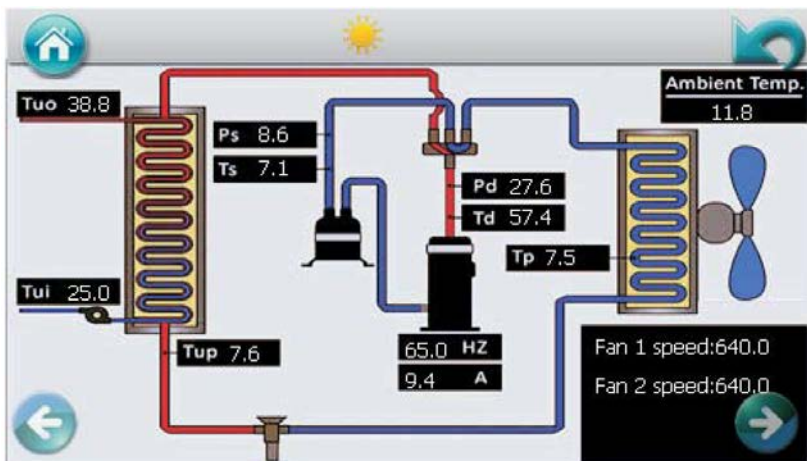 Ambient Temp.
11.8
Tuo 38.8
Ps 8.6
Ts 7.1
Pd 27.6
Td 57.4
Tp 7.5
Tui 25.0
Tup 7.6
65.0 HZ
9.4 A
Fan 1 speed:640.0
Fan 2 speed:640.0